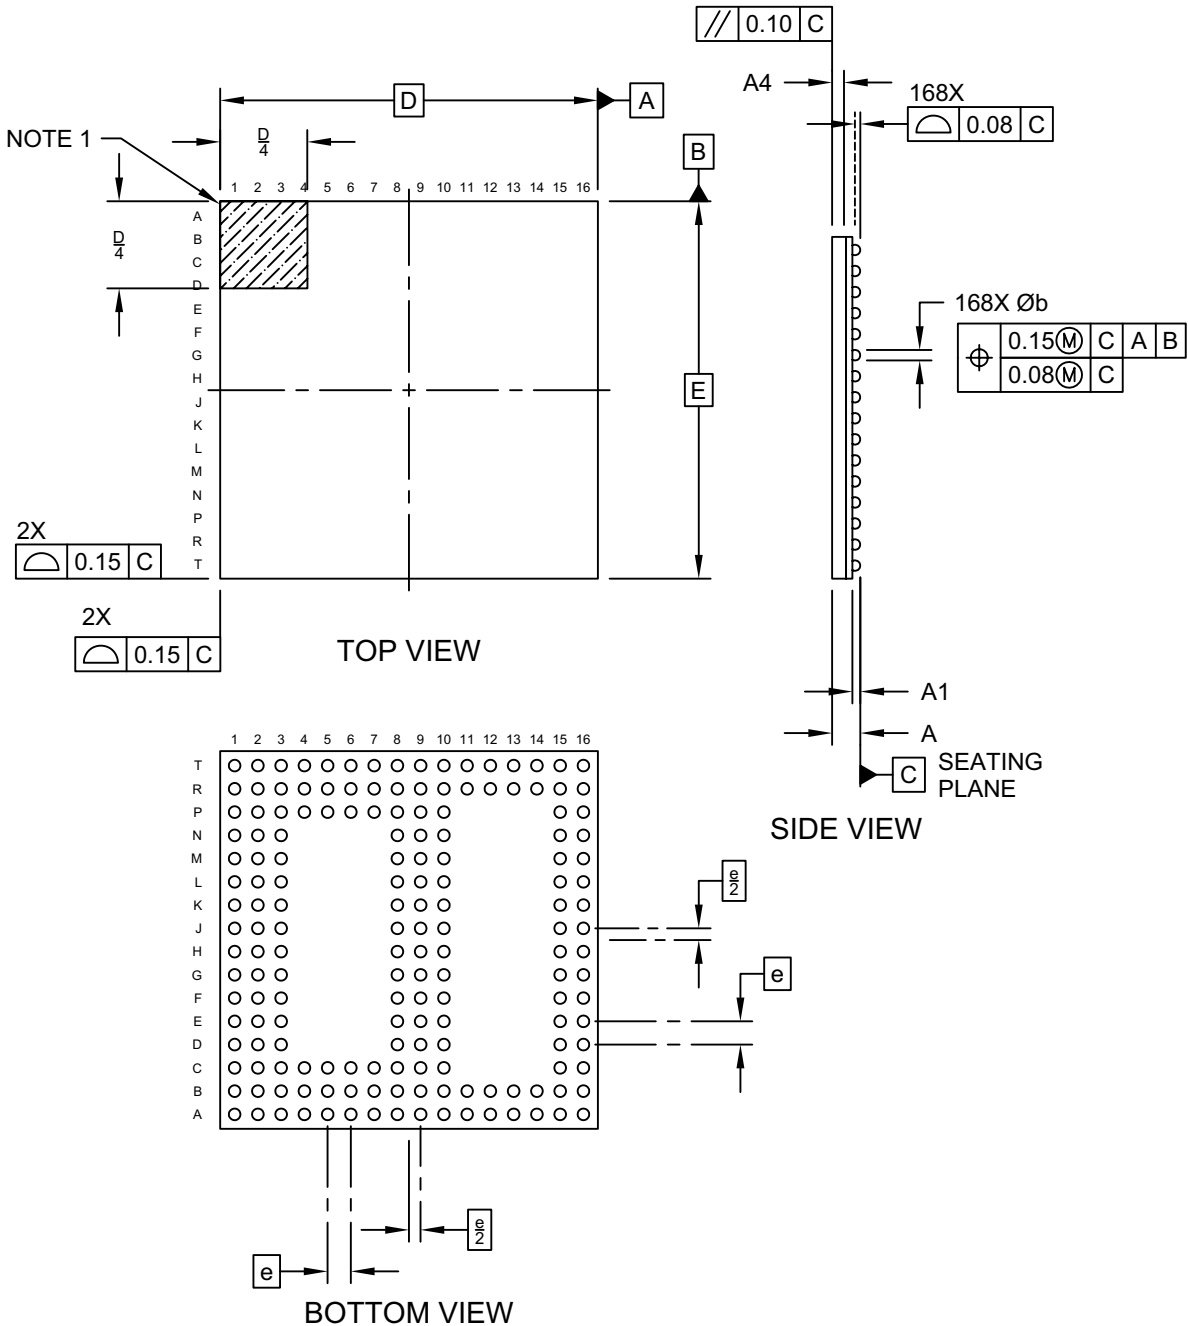 // 0.10 C
A4
168X
0.08 C
D
A
NOTE 1
D
4
B
1 2 3 4 5 6 7 8 9 10 11 12 13 14 15 16
A
B
C
D
E
F
G
H
J
K
L
M
N
P
R
T
D
4
E
168X Øb
0.15 Ⓜ C A B
0.08 Ⓜ C
2X
0.15 C
2X
0.15 C
TOP VIEW
A1
A
C SEATING
PLANE
SIDE VIEW
1 2 3 4 5 6 7 8 9 10 11 12 13 14 15 16
T
R
P
N
M
L
K
J
H
G
F
E
D
C
B
A
e
2
e
e
2
e
BOTTOM VIEW